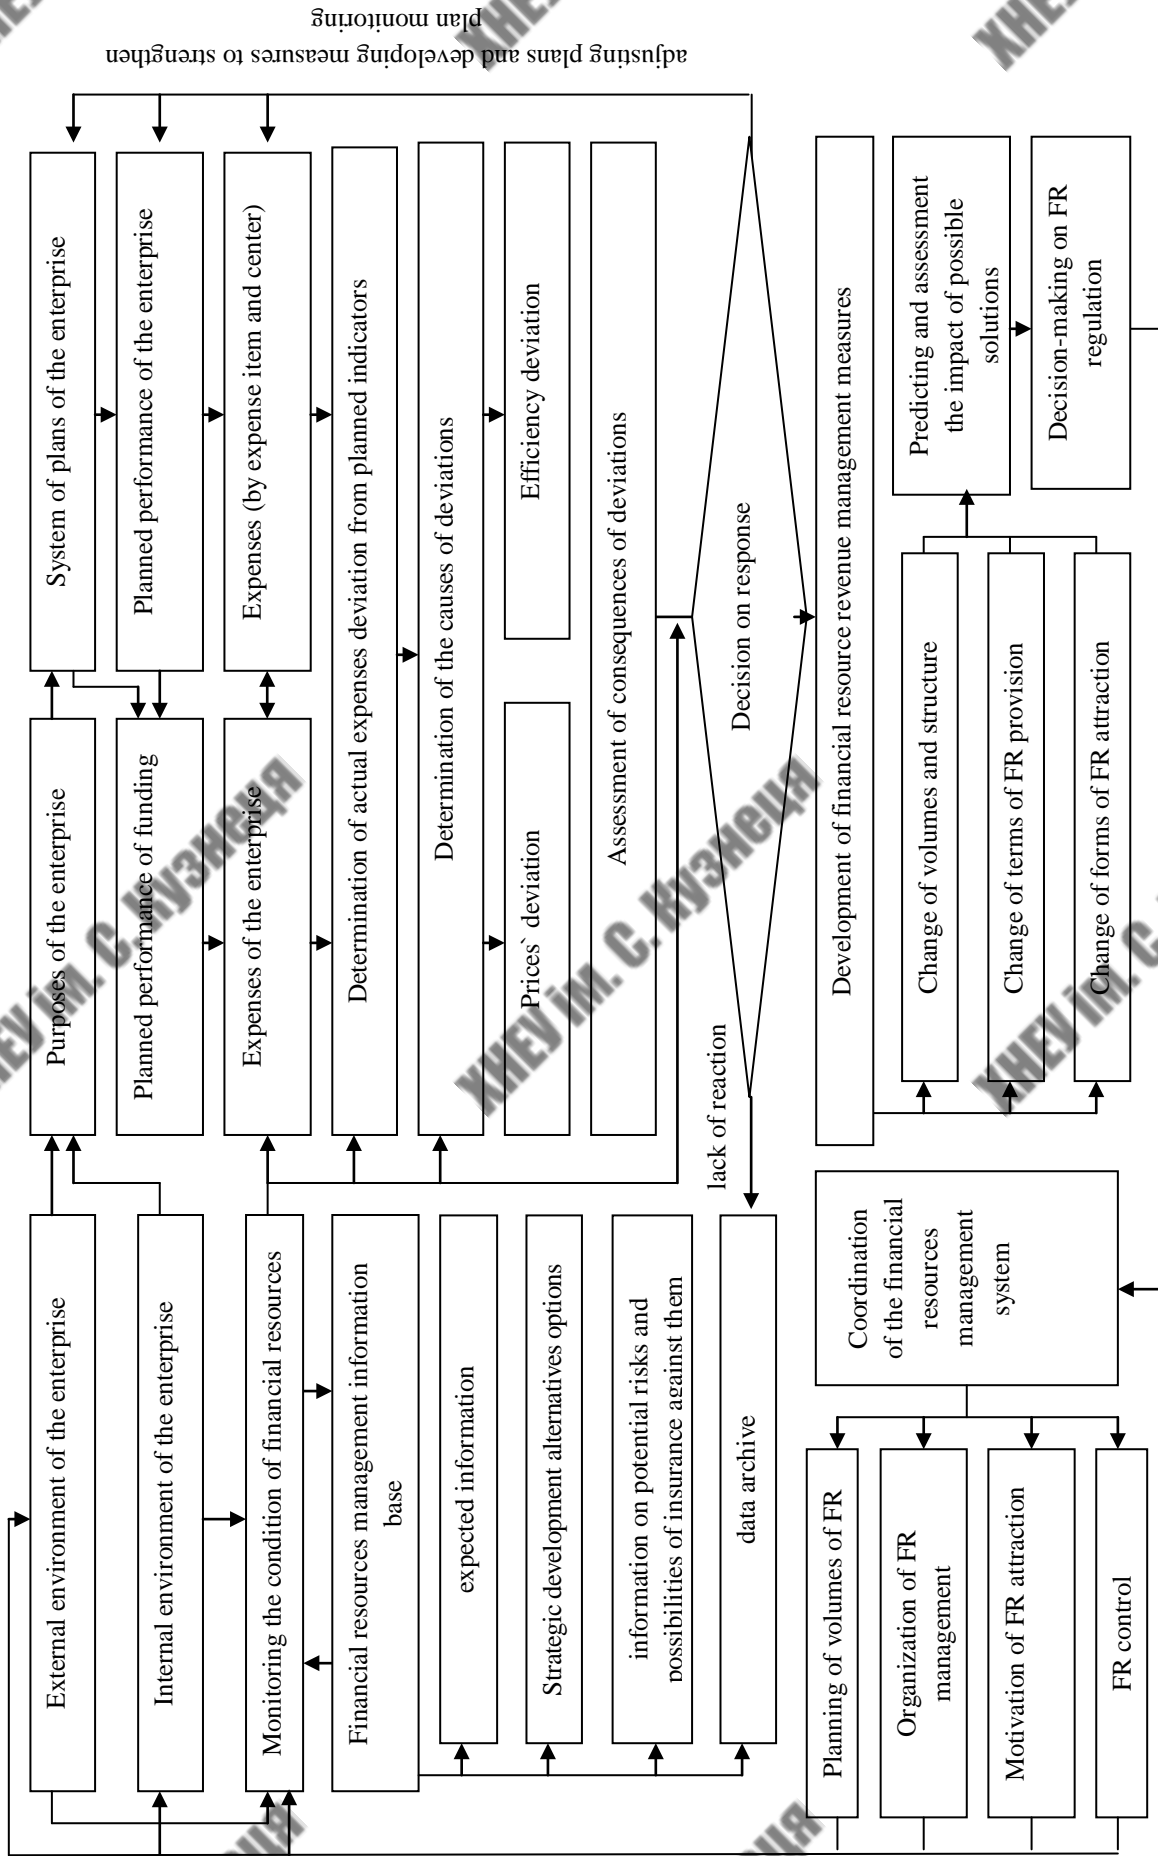 External environment of the enterprise
Internal environment of the enterprise
Monitoring the condition of financial resources
Financial resources management information
base
expected information
Strategic development alternatives options
information on potential risks and
possibilities of insurance against them
data archive
Purposes of the enterprise
Planned performance of funding
Expenses of the enterprise
System of plans of the enterprise
Planned performance of the enterprise
Expenses (by expense item and center)
Determination of actual expenses deviation from planned indicators
Determination of the causes of deviations
Prices` deviation
Efficiency deviation
Assessment of consequences of deviations
lack of reaction
Decision on response
adjusting plans and developing measures to strengthen
plan monitoring
Planning of volumes of FR
Organization of FR
management
Motivation of FR attraction
FR control
Coordination
of the financial
resources
management
system
Development of financial resource revenue management measures
Change of volumes and structure
Change of terms of FR provision
Change of forms of FR attraction
Predicting and assessment
the impact of possible
solutions
Decision-making on FR
regulation
ХНЕУ ім. С. Кузнеця
ХНЕУ ім. С. Кузнеця